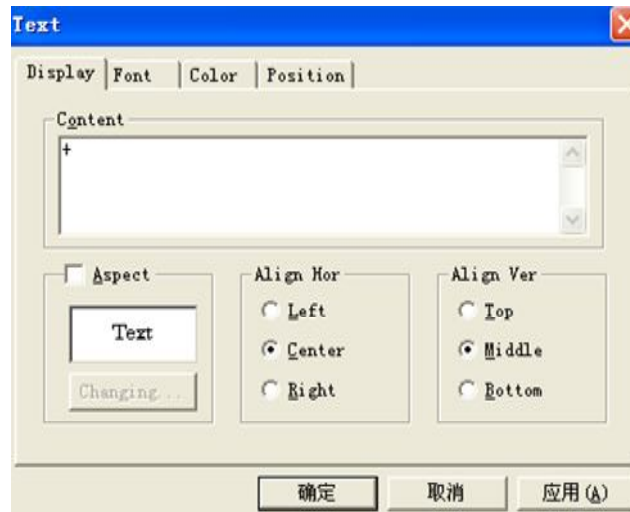 Text
Display Font Color Position
Content
+
Aspect Align Hor Align Ver
Left Top
Text
Center Middle
Changing... Right Bottom
确定 取消 应用(A)